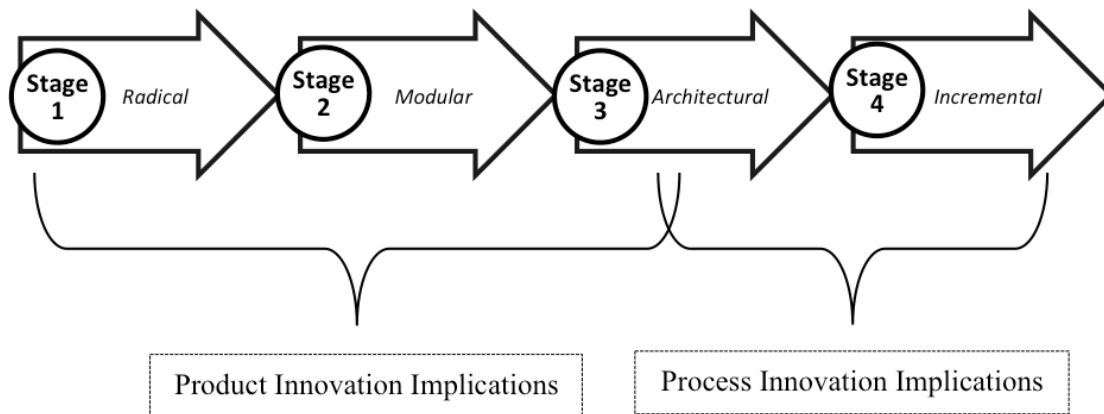 Stage
1
Radical
Stage
2
Modular
Stage
3
Architectural
Stage
4
Incremental
Product Innovation Implications
Process Innovation Implications